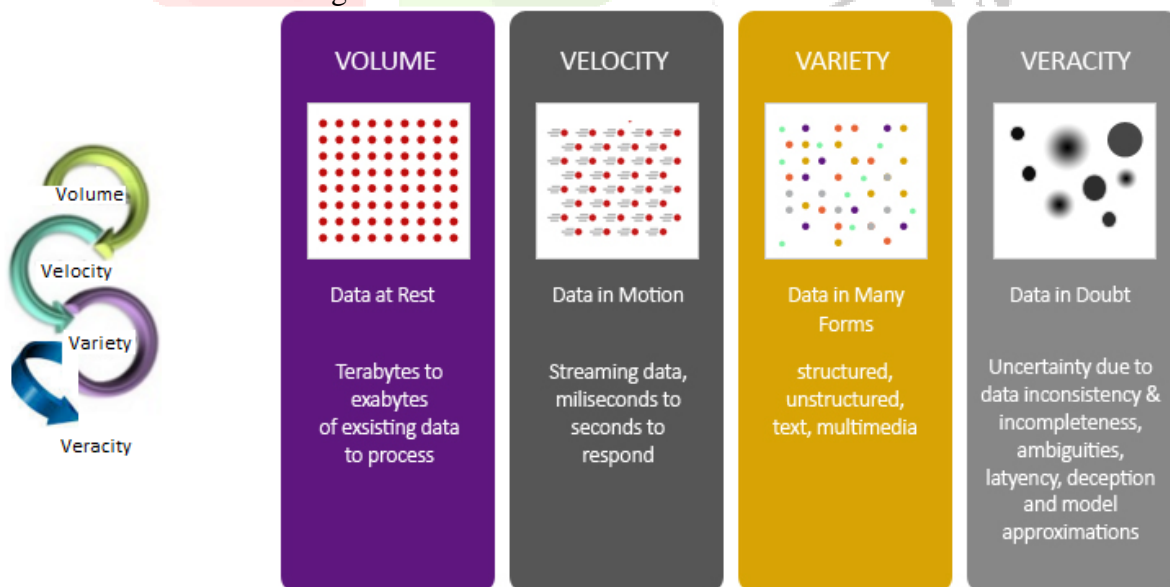 Volume
Velocity
Variety
Veracity
VOLUME
Data at Rest
Terabytes to
exabytes
of exsisting data
to process
VELOCITY
Data in Motion
Streaming data,
miliseconds to
seconds to
respond
VARIETY
Data in Many
Forms
structured,
unstructured,
text, multimedia
VERACITY
Data in Doubt
Uncertainty due to
data inconsistency &
incompleteness,
ambiguities,
latyency, deception
and model
approximations